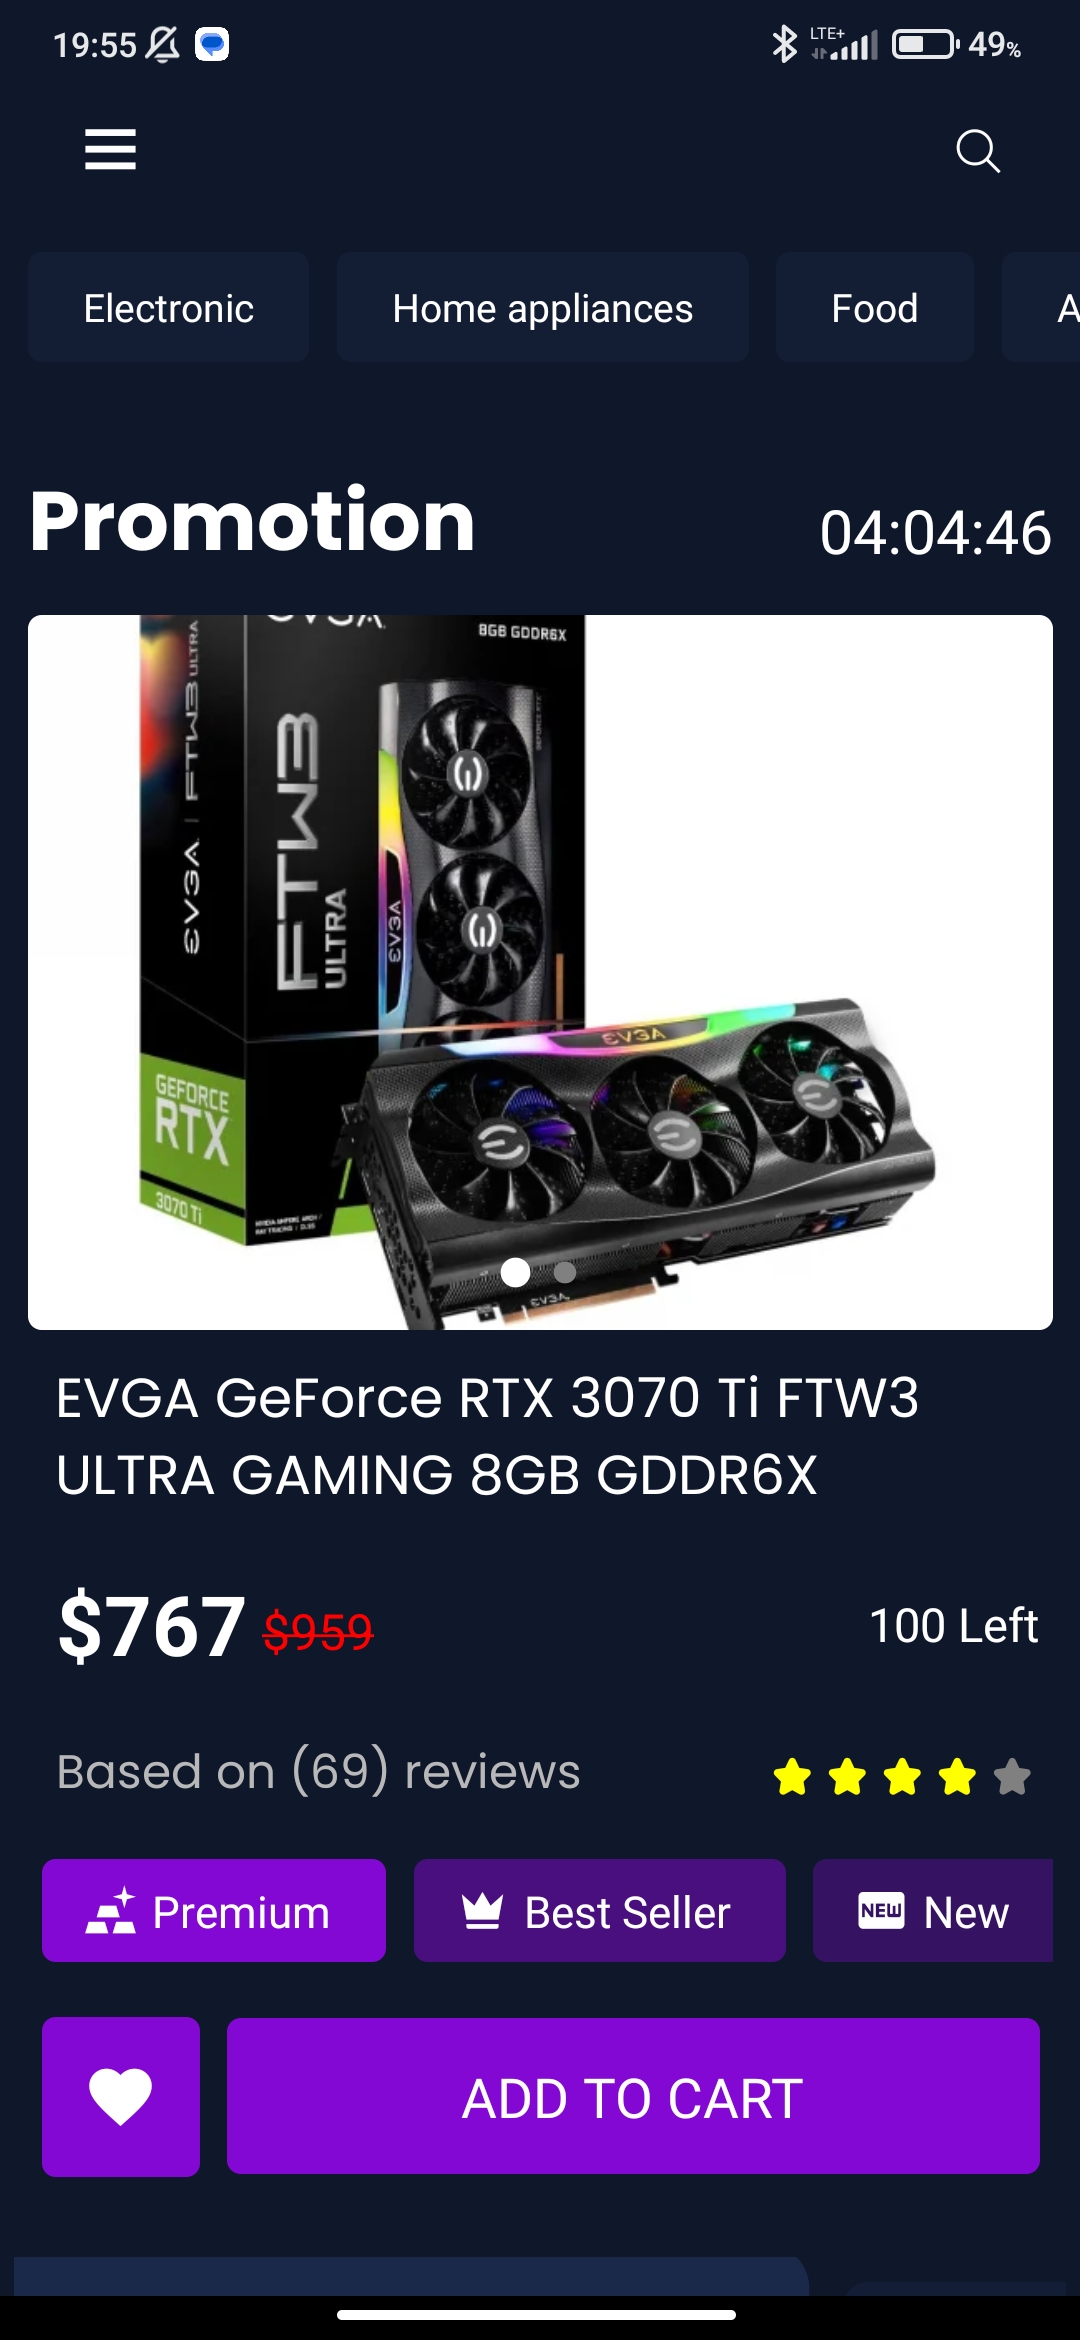 19:55
LTE+
49%
Electronic
Home appliances
Food
A
Promotion
04:04:46
8GB GDDR6X
EVGA | FTW3 ULTRA
FTW3
ULTRA
EVGA
GEFORCE
RTX
3070 Ti
EVGA
EVGA
EVGA GeForce RTX 3070 Ti FTW3
ULTRA GAMING 8GB GDDR6X
$767 $959
100 Left
Based on (69) reviews
Premium
Best Seller
NEW New
ADD TO CART